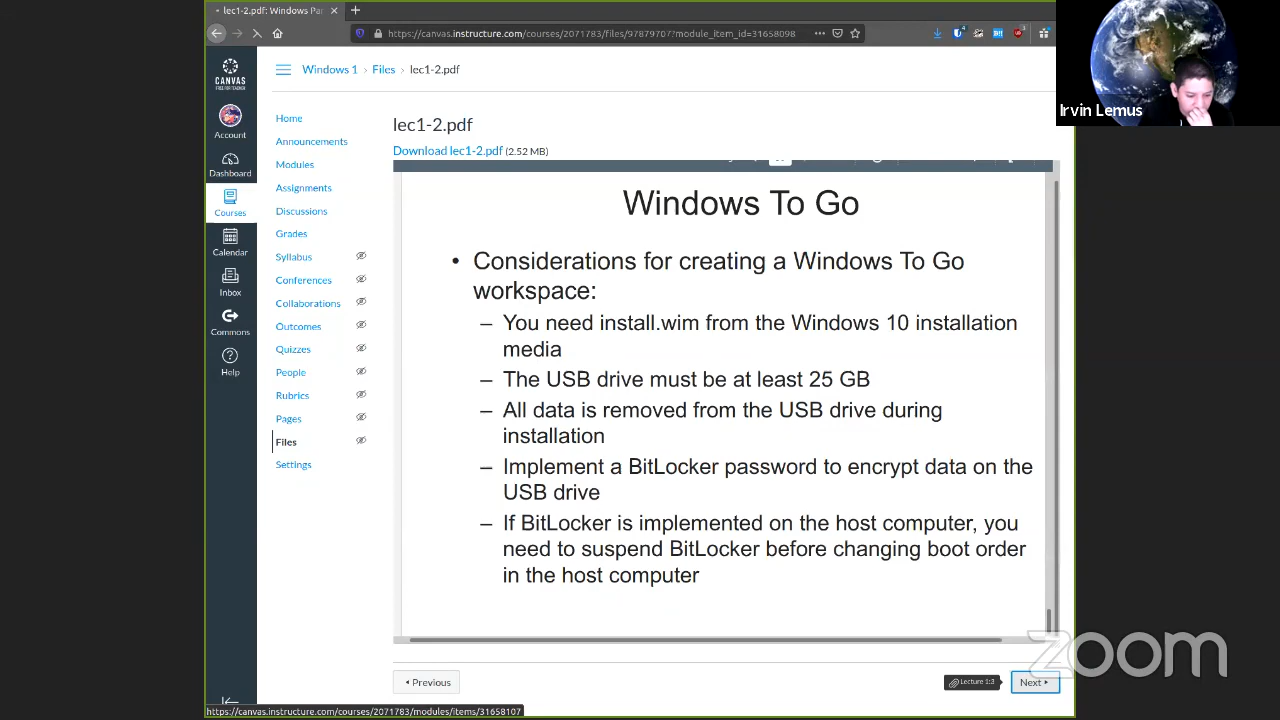 lec1-2.pdf: Windows Par
https://canvas.instructure.com/courses/2071783/files/97879707?module_item_id=31658098
Irvin Lemus
CANVAS
FREE FOR TEACHER
Account
Dashboard
Courses
Calendar
Inbox
Commons
Help
Windows 1 › Files › lec1-2.pdf
Home
Announcements
Modules
Assignments
Discussions
Grades
Syllabus
Conferences
Collaborations
Outcomes
Quizzes
People
Rubrics
Pages
Files
Settings
lec1-2.pdf
Download lec1-2.pdf (2.52 MB)
Windows To Go
• Considerations for creating a Windows To Go
workspace:
– You need install.wim from the Windows 10 installation
media
– The USB drive must be at least 25 GB
– All data is removed from the USB drive during
installation
– Implement a BitLocker password to encrypt data on the
USB drive
– If BitLocker is implemented on the host computer, you
need to suspend BitLocker before changing boot order
in the host computer
Previous
Lecture 1:3
Next
zoom
https://canvas.instructure.com/courses/2071783/modules/items/31658107